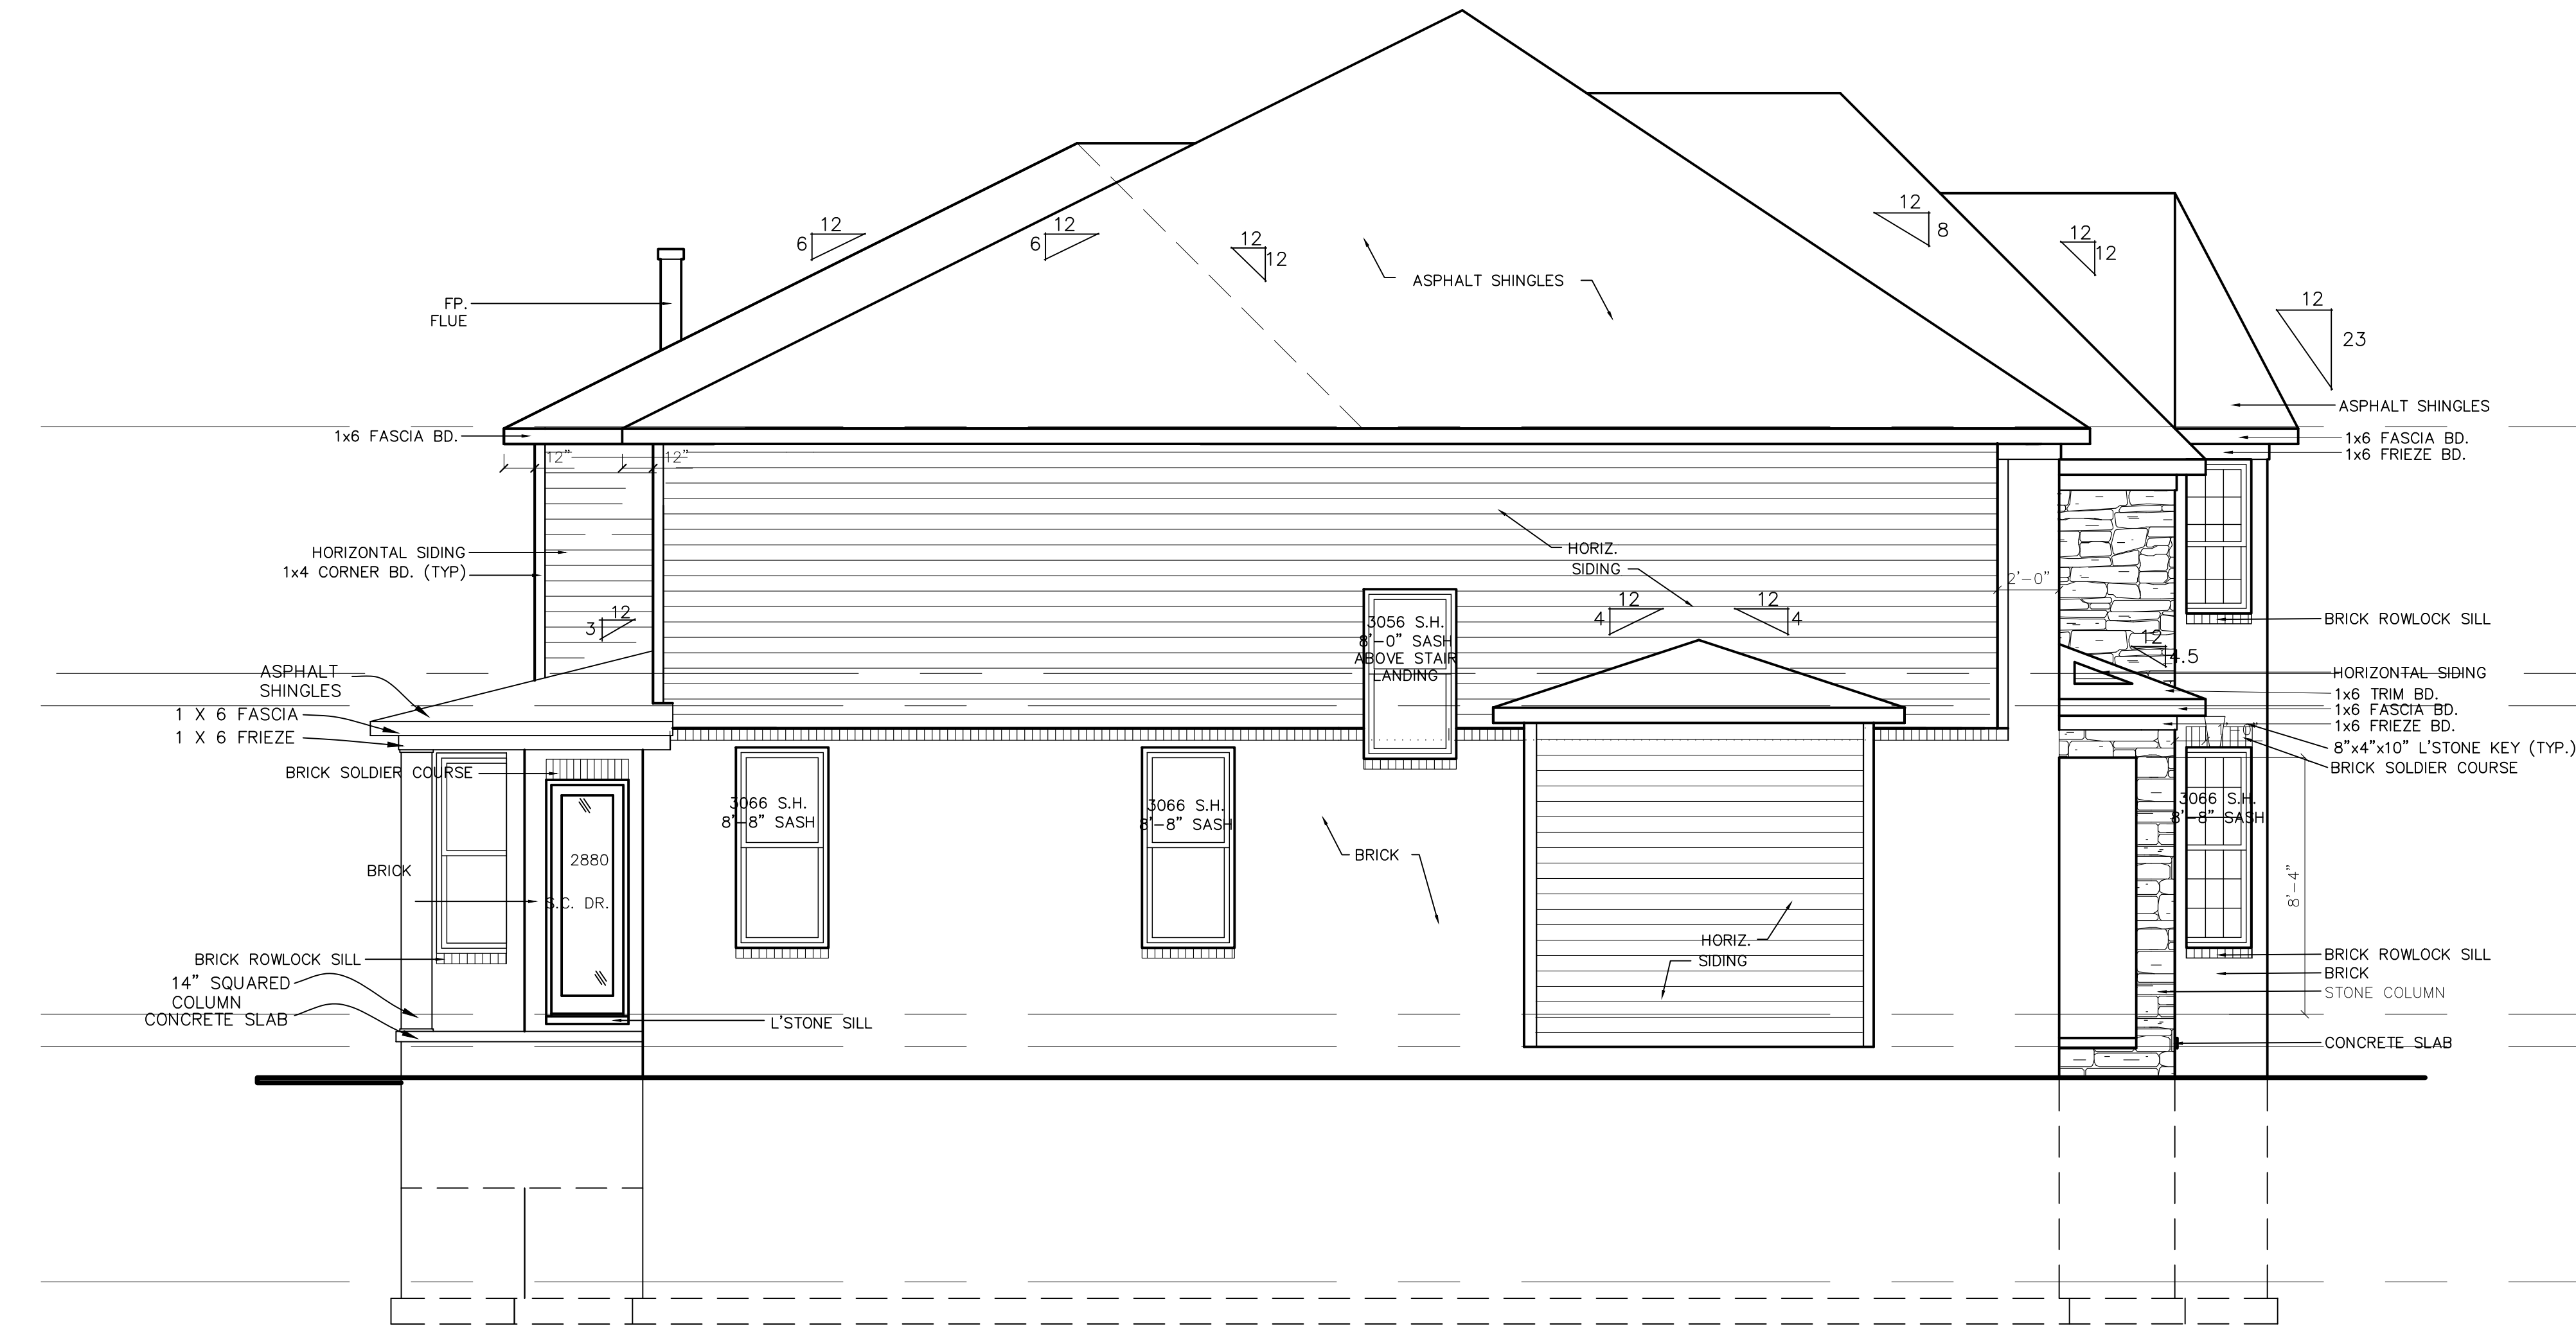 12
8
12
12
12
6
12
6
12
12
ASPHALT SHINGLES
FP.
FLUE
12
23
ASPHALT SHINGLES
1x6 FASCIA BD.
1x6 FASCIA BD.
1x6 FRIEZE BD.
12"
12"
HORIZONTAL SIDING
1x4 CORNER BD. (TYP)
HORIZ.
SIDING
2'-0"
12
3
12
4
12
4
3056 S.H.
8'-0" SASH
ABOVE STAIR
LANDING
BRICK ROWLOCK SILL
12
4.5
ASPHALT
SHINGLES
1 X 6 FASCIA
1 X 6 FRIEZE
HORIZONTAL SIDING
1x6 TRIM BD.
1x6 FASCIA BD.
1x6 FRIEZE BD.
1'-0"
8"x4"x10" L'STONE KEY (TYP.)
BRICK SOLDIER COURSE
BRICK SOLDIER COURSE
3066 S.H.
8'-8" SASH
3066 S.H.
8'-8" SASH
3066 S.H.
8'-8" SASH
BRICK
2880
S.C. DR.
BRICK
8'-4"
HORIZ.
SIDING
BRICK ROWLOCK SILL
14" SQUARED
COLUMN
CONCRETE SLAB
L'STONE SILL
BRICK ROWLOCK SILL
BRICK
STONE COLUMN
CONCRETE SLAB